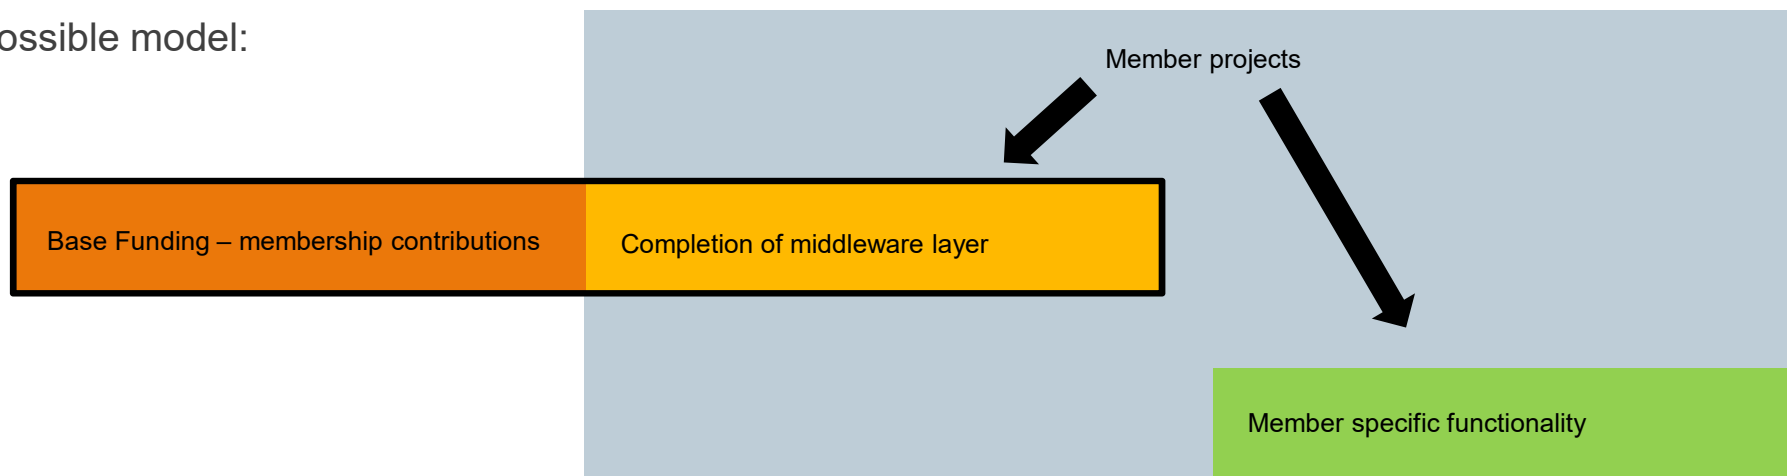 ossible model:
Member projects
Base Funding – membership contributions
Completion of middleware layer
Member specific functionality